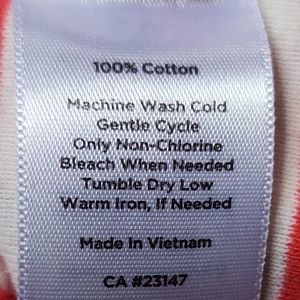 100% Cotton
Machine Wash Cold
Gentle Cycle
Only Non-Chlorine
Bleach When Needed
Tumble Dry Low
Warm Iron, If Needed
Made In Vietnam
CA #23147